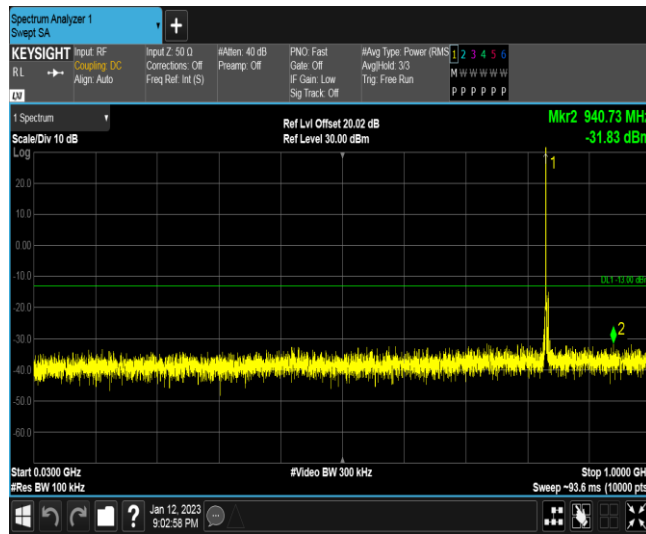 Spectrum Analyzer 1
Swept SA
+
KEYSIGHT Input: RF Input Z: 50 Ω #Atten: 40 dB PNO: Fast #Avg Type: Power (RMS 1 2 3 4 5 6
RL Coupling: DC Corrections: Off Preamp: Off Gate: Off Avg|Hold: 3/3 M W W W W W
Align: Auto Freq Ref: Int (S) IF Gain: Low Trig: Free Run
LXI Sig Track: Off P P P P P P
1 Spectrum
Ref Lvl Offset 20.02 dB Mkr2 940.73 MHz
Scale/Div 10 dB Ref Level 30.00 dBm -31.83 dBm
Log
1
20.0
10.0
0.00
-10.0
DL1 -13.00 dBm
-20.0
-30.0
2
-40.0
-50.0
-60.0
Start 0.0300 GHz #Video BW 300 kHz Stop 1.0000 GH
#Res BW 100 kHz Sweep ~93.6 ms (10000 pts
? Jan 12, 2023
9:02:58 PM